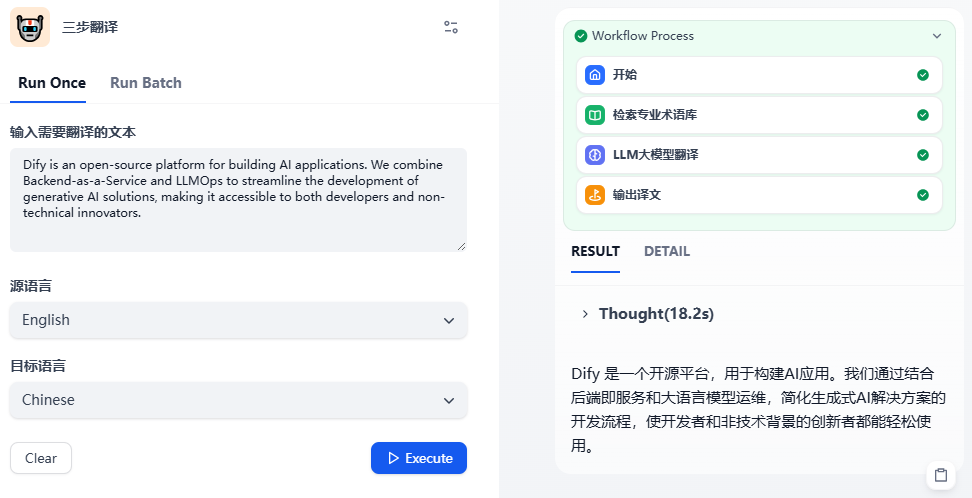 三步翻译
Run Once
Run Batch
输入需要翻译的文本
Dify is an open-source platform for building AI applications. We combine
Backend-as-a-Service and LLMOps to streamline the development of
generative AI solutions, making it accessible to both developers and non-
technical innovators.
源语言
English
目标语言
Chinese
Clear
Execute
Workflow Process
开始
检索专业术语库
LLM大模型翻译
输出译文
RESULT
DETAIL
Thought(18.2s)
Dify 是一个开源平台，用于构建AI应用。我们通过结合
后端即服务和大语言模型运维，简化生成式AI解决方案的
开发流程，使开发者和非技术背景的创新者都能轻松使
用。